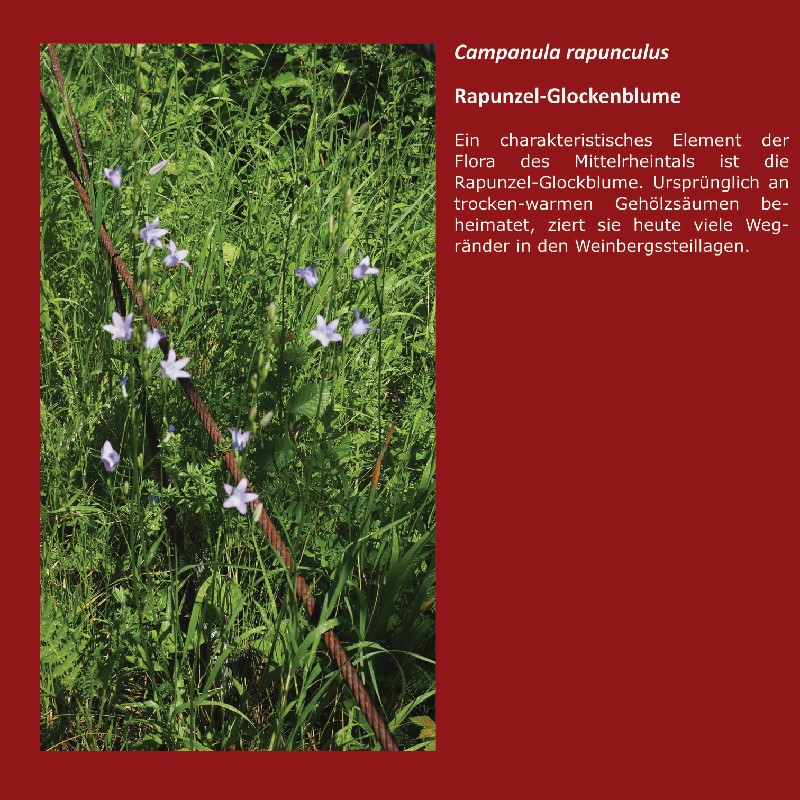 Campanula rapunculus
Rapunzel-Glockenblume
Ein charakteristisches Element der
Flora des Mittelrheintals ist die
Rapunzel-Glockblume. Ursprünglich an
trocken-warmen Gehölzsäumen be-
heimatet, ziert sie heute viele Weg-
ränder in den Weinbergssteillagen.